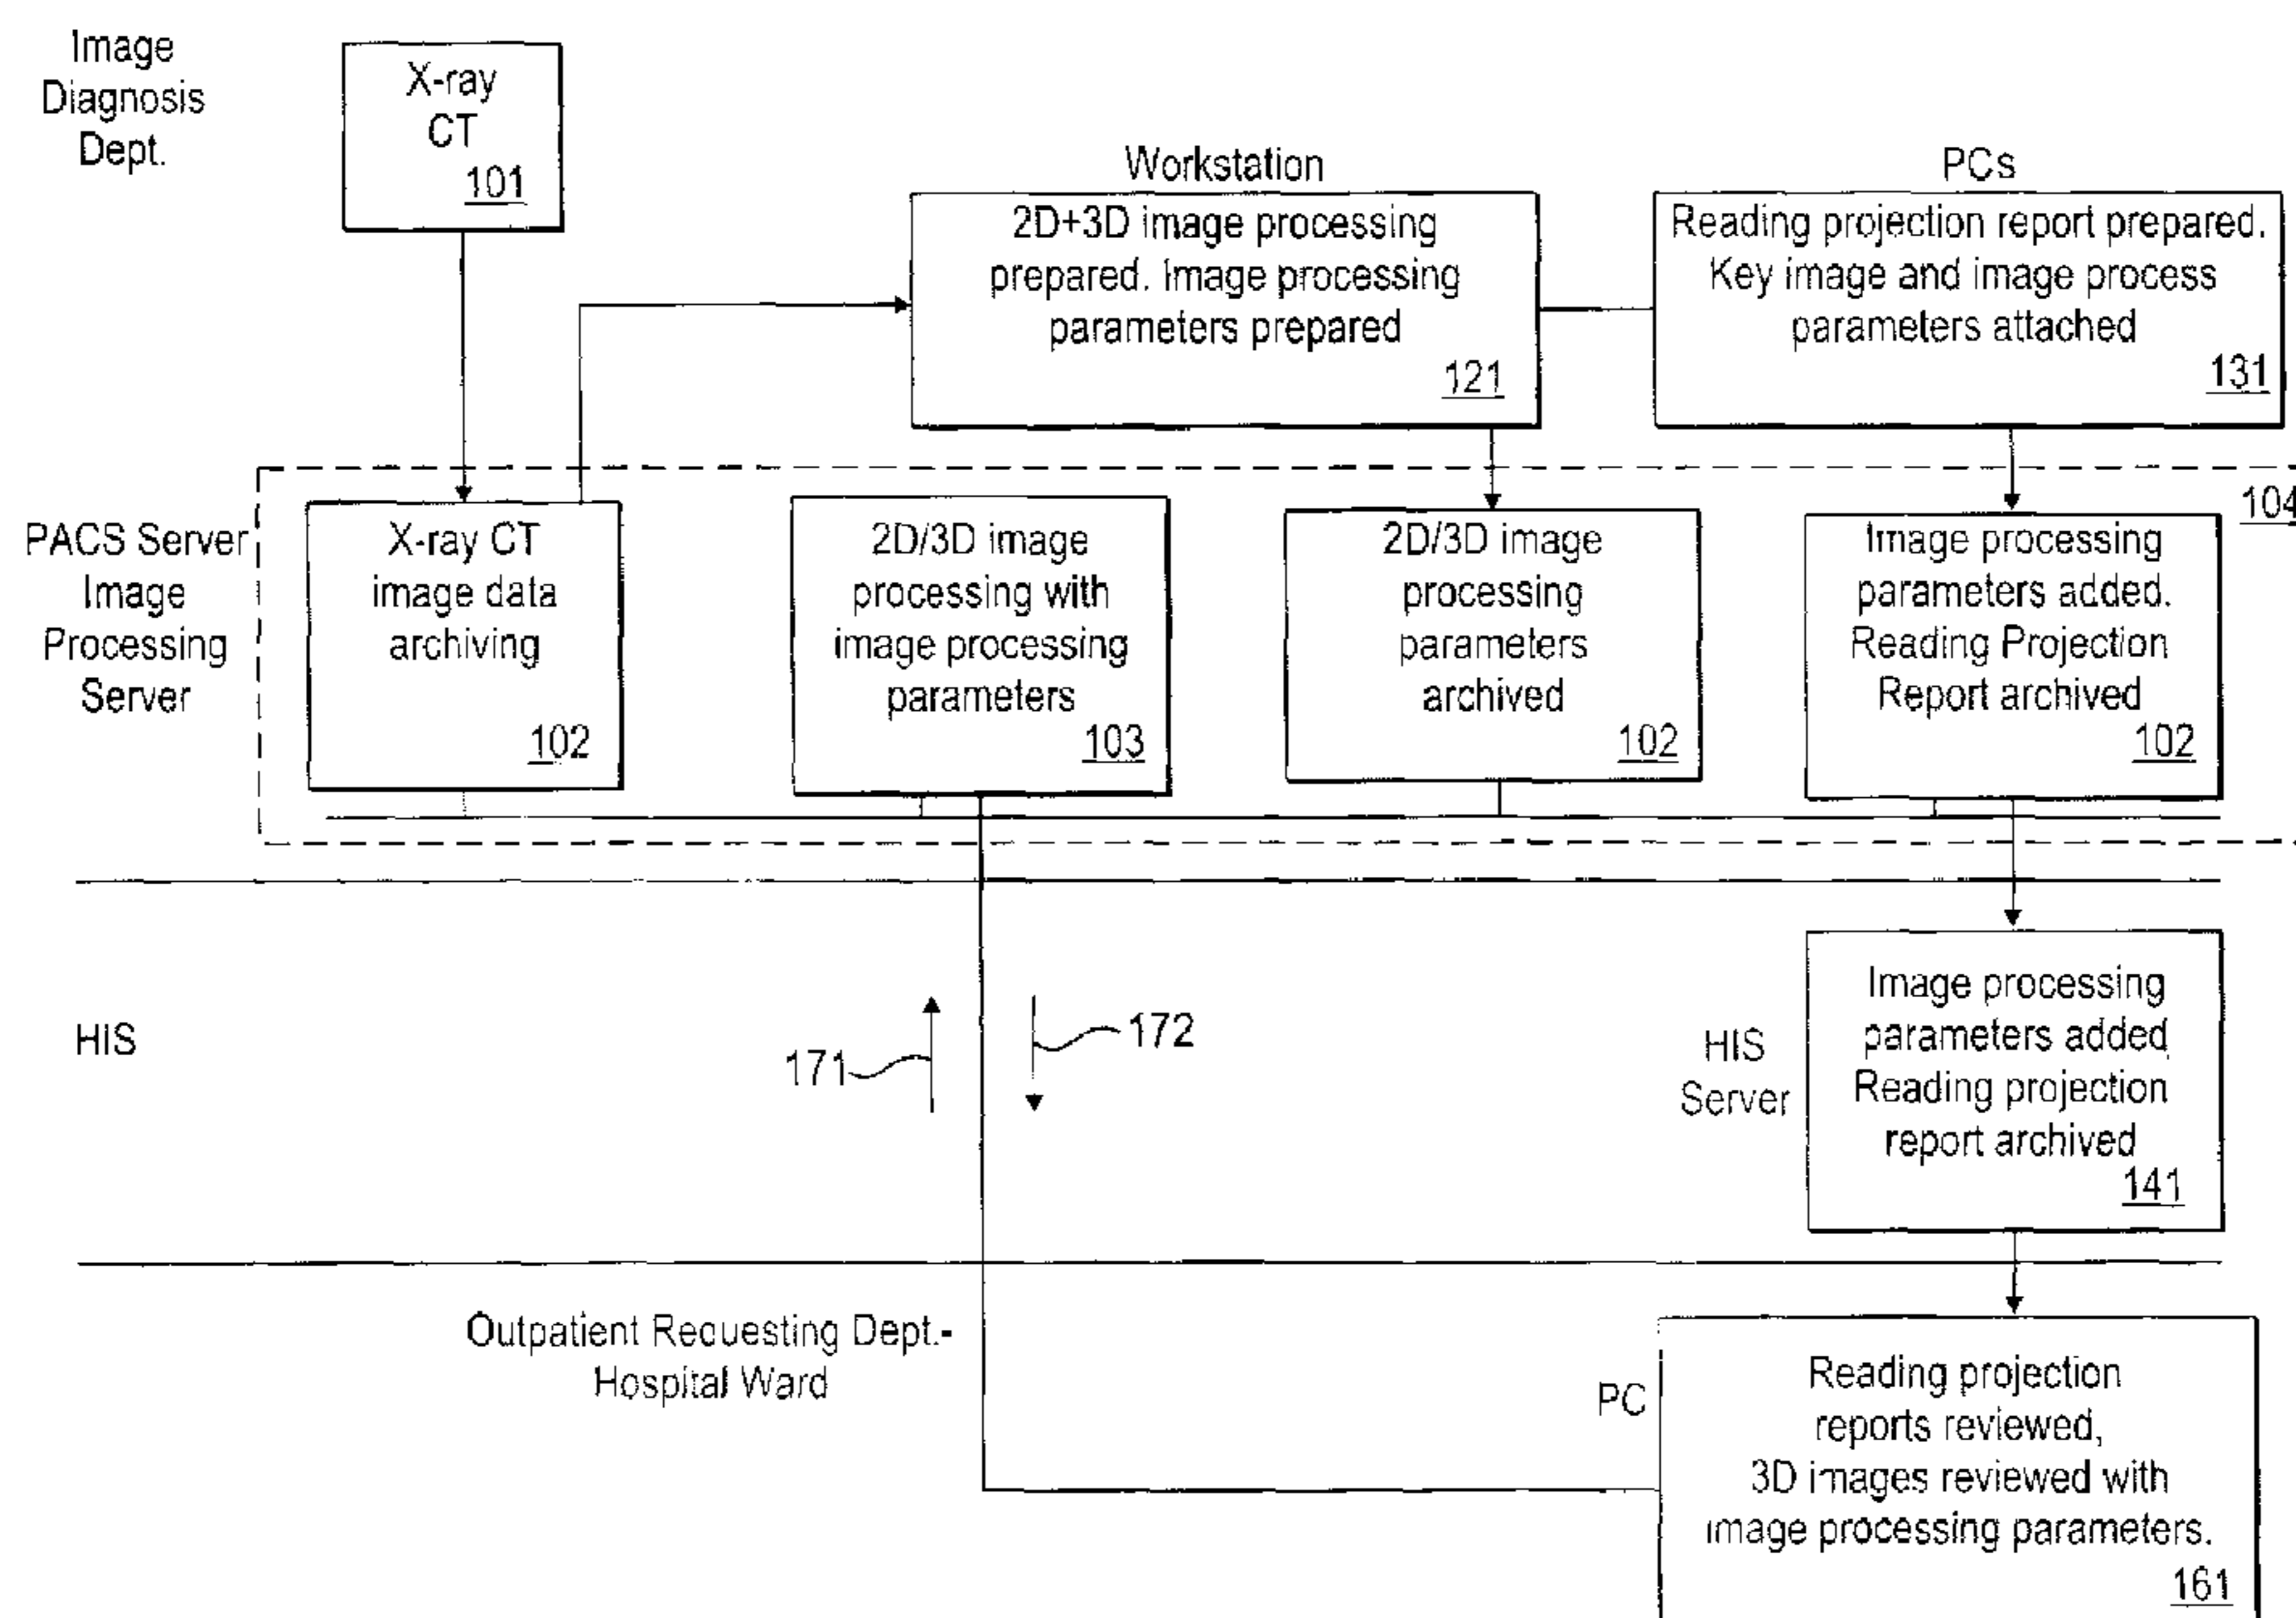 Image
Diagnosis
Dept.
X-ray
CT
101
Workstation
2D+3D image processing
prepared. Image processing
parameters prepared
121
PCs
Reading projection report prepared.
Key image and image process
parameters attached
131
104
PACS Server
Image
Processing
Server
X-ray CT
image data
archiving
102
2D/3D image
processing with
image processing
parameters
103
2D/3D image
processing
parameters
archived
102
Image processing
parameters added.
Reading Projection
Report archived
102
HIS
171
172
HIS
Server
Image processing
parameters added
Reading projection
report archived
141
Outpatient Requesting Dept.-
Hospital Ward
PC
Reading projection
reports reviewed,
3D images reviewed with
image processing parameters.
161